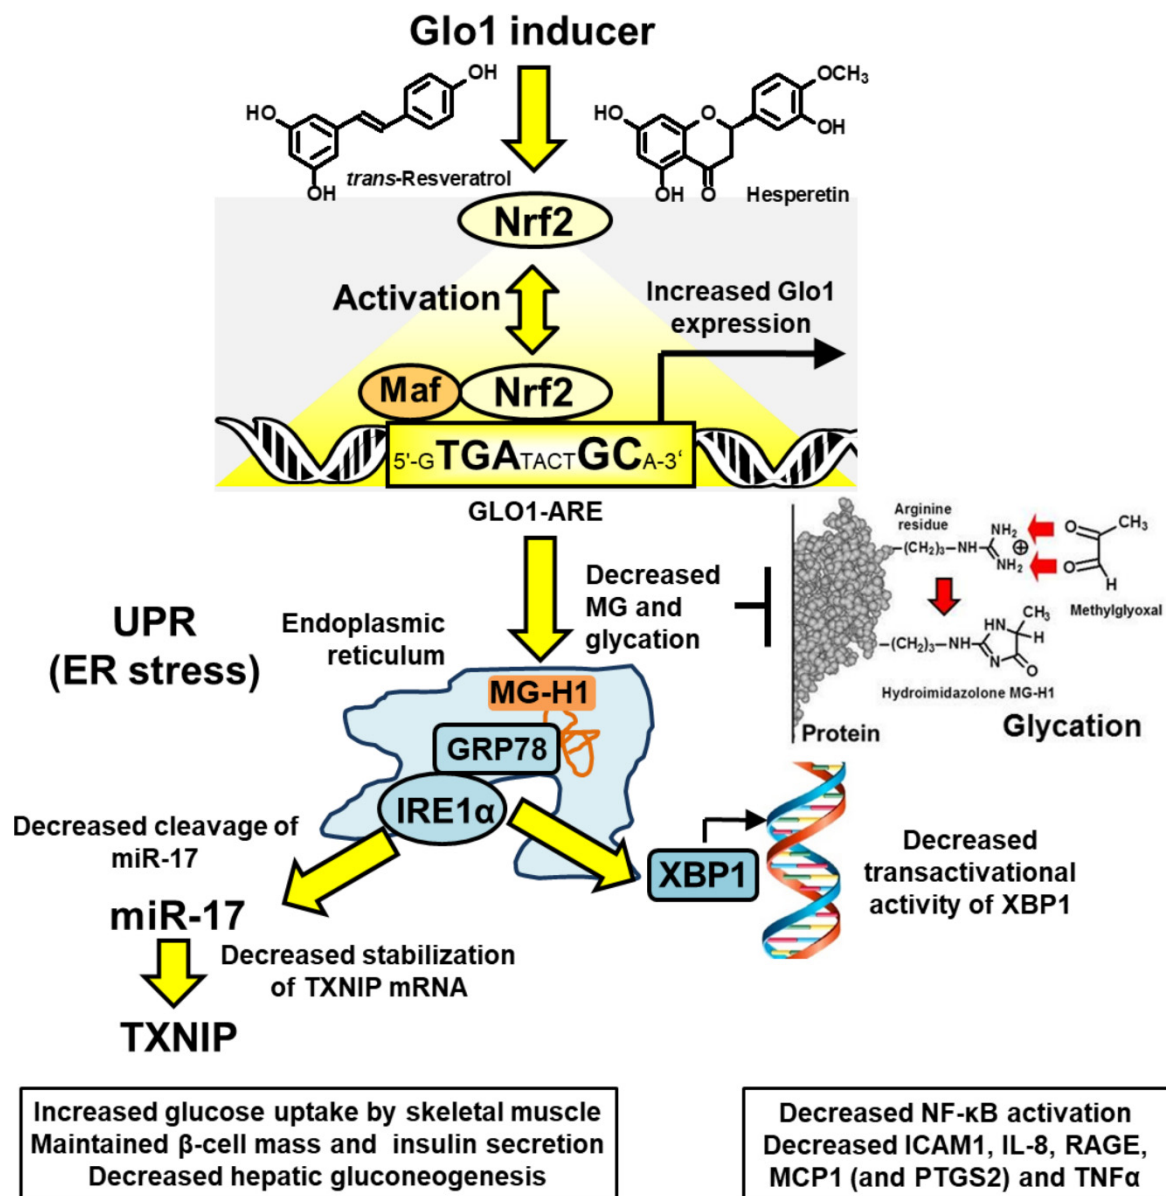 Glo1 inducer
OH
HO
OH
trans-Resveratrol
OCH3
HO
O
OH
OH
O
Hesperetin
Nrf2
Activation
Increased Glo1
expression
Maf
Nrf2
5'-GTGATACTGCA-3‘
GLO1-ARE
Arginine
residue
NH2
–(CH2)3–NH
⊕
NH2
O
CH3
O
H
Methylglyoxal
CH3
HN
H
–(CH2)3–NH
N
O
Hydroimidazolone MG-H1
Protein
Glycation
Decreased
MG and
glycation
UPR
(ER stress)
Endoplasmic
reticulum
MG-H1
GRP78
IRE1α
Decreased cleavage of
miR-17
miR-17
Decreased stabilization
of TXNIP mRNA
TXNIP
XBP1
Decreased
transactivational
activity of XBP1
Increased glucose uptake by skeletal muscle
Maintained β-cell mass and insulin secretion
Decreased hepatic gluconeogenesis
Decreased NF-κB activation
Decreased ICAM1, IL-8, RAGE,
MCP1 (and PTGS2) and TNFα